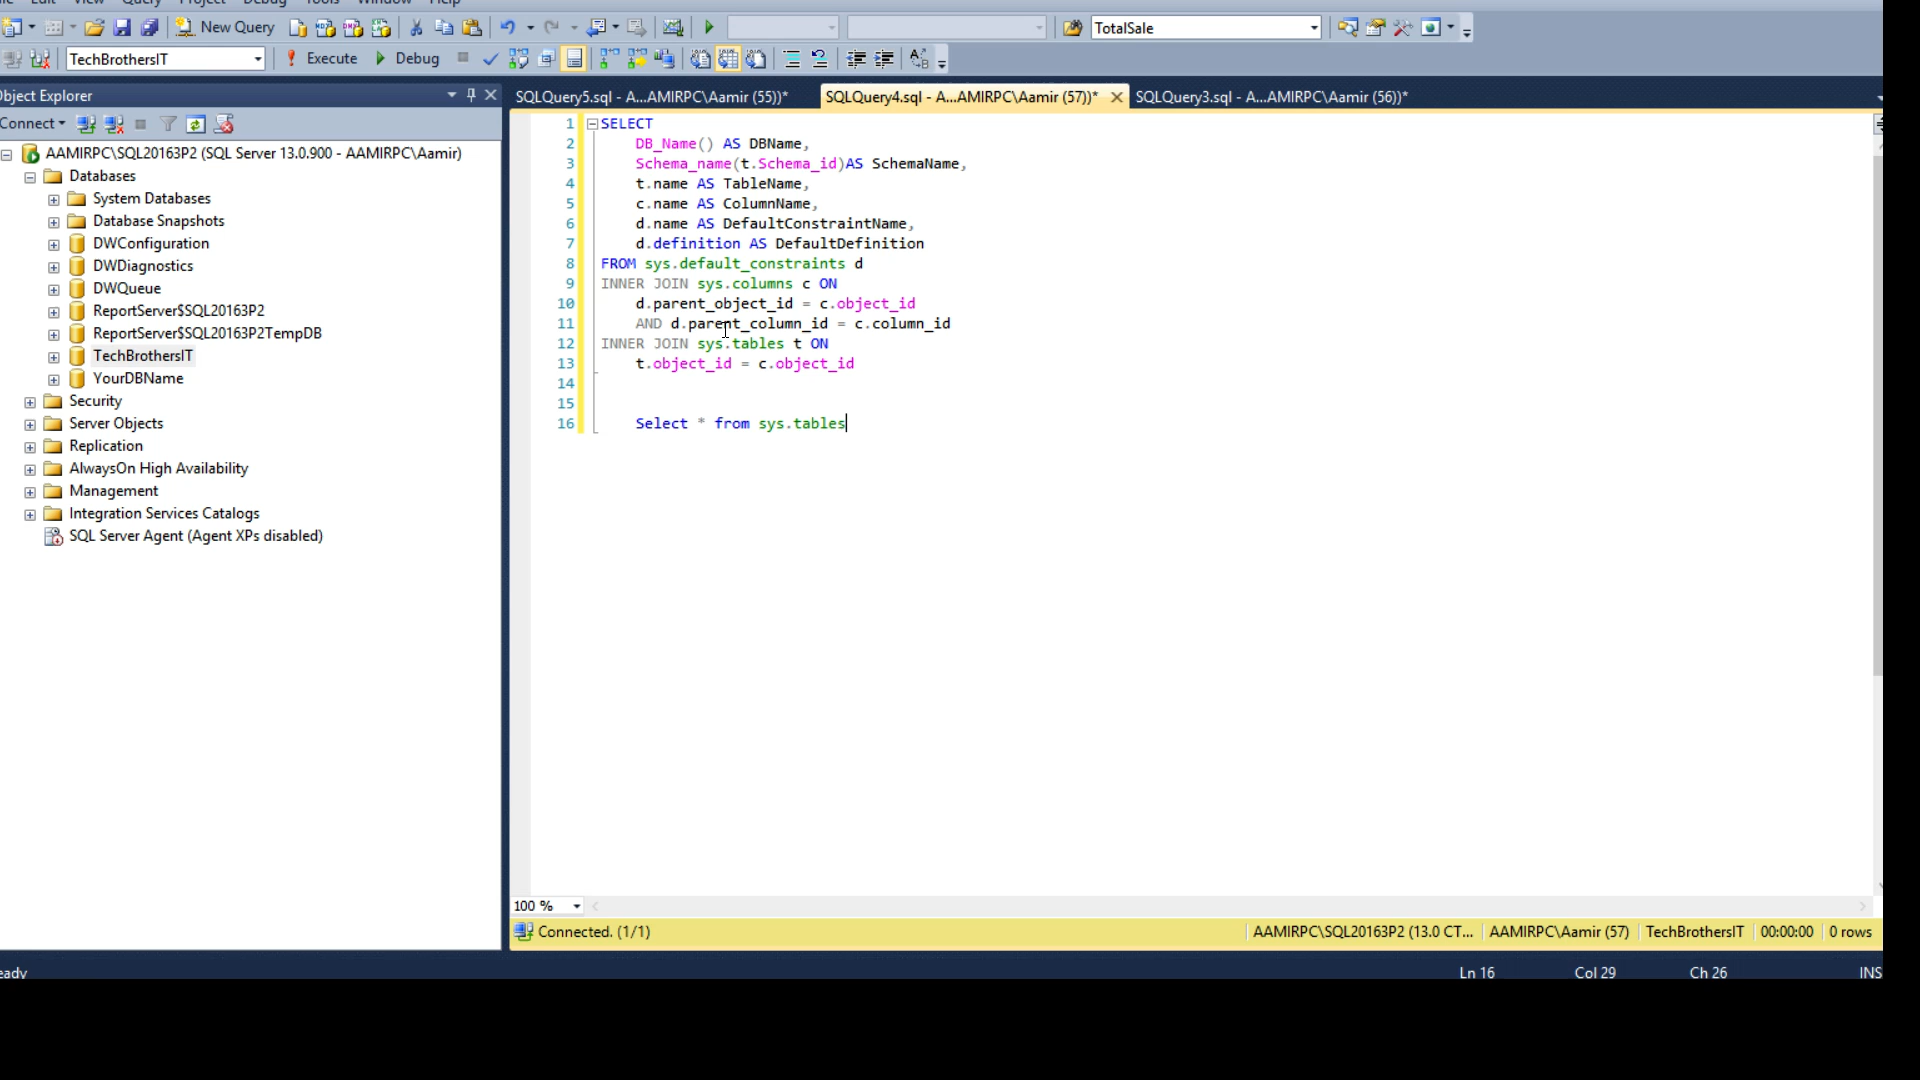 View
Query
Project
Debug
Tools
Window
Help
New Query
TotalSale
TechBrothersIT
Execute
Debug
bject Explorer
SQLQuery5.sql - A...AMIRPC\Aamir (55))*
SQLQuery4.sql - A...AMIRPC\Aamir (57))*
SQLQuery3.sql - A...AMIRPC\Aamir (56))*
Connect
AAMIRPC\SQL20163P2 (SQL Server 13.0.900 - AAMIRPC\Aamir)
Databases
System Databases
Database Snapshots
DWConfiguration
DWDiagnostics
DWQueue
ReportServer$SQL20163P2
ReportServer$SQL20163P2TempDB
TechBrothersIT
YourDBName
Security
Server Objects
Replication
AlwaysOn High Availability
Management
Integration Services Catalogs
SQL Server Agent (Agent XPs disabled)
1 SELECT
2 DB_Name() AS DBName,
3 Schema_name(t.Schema_id)AS SchemaName,
4 t.name AS TableName,
5 c.name AS ColumnName,
6 d.name AS DefaultConstraintName,
7 d.definition AS DefaultDefinition
8 FROM sys.default_constraints d
9 INNER JOIN sys.columns c ON
10 d.parent_object_id = c.object_id
11 AND d.parent_column_id = c.column_id
12 INNER JOIN sys.tables t ON
13 t.object_id = c.object_id
14
15
16 Select * from sys.tables
100 %
Connected. (1/1)
AAMIRPC\SQL20163P2 (13.0 CT...
AAMIRPC\Aamir (57)
TechBrothersIT
00:00:00
0 rows
eady
Ln 16
Col 29
Ch 26
INS